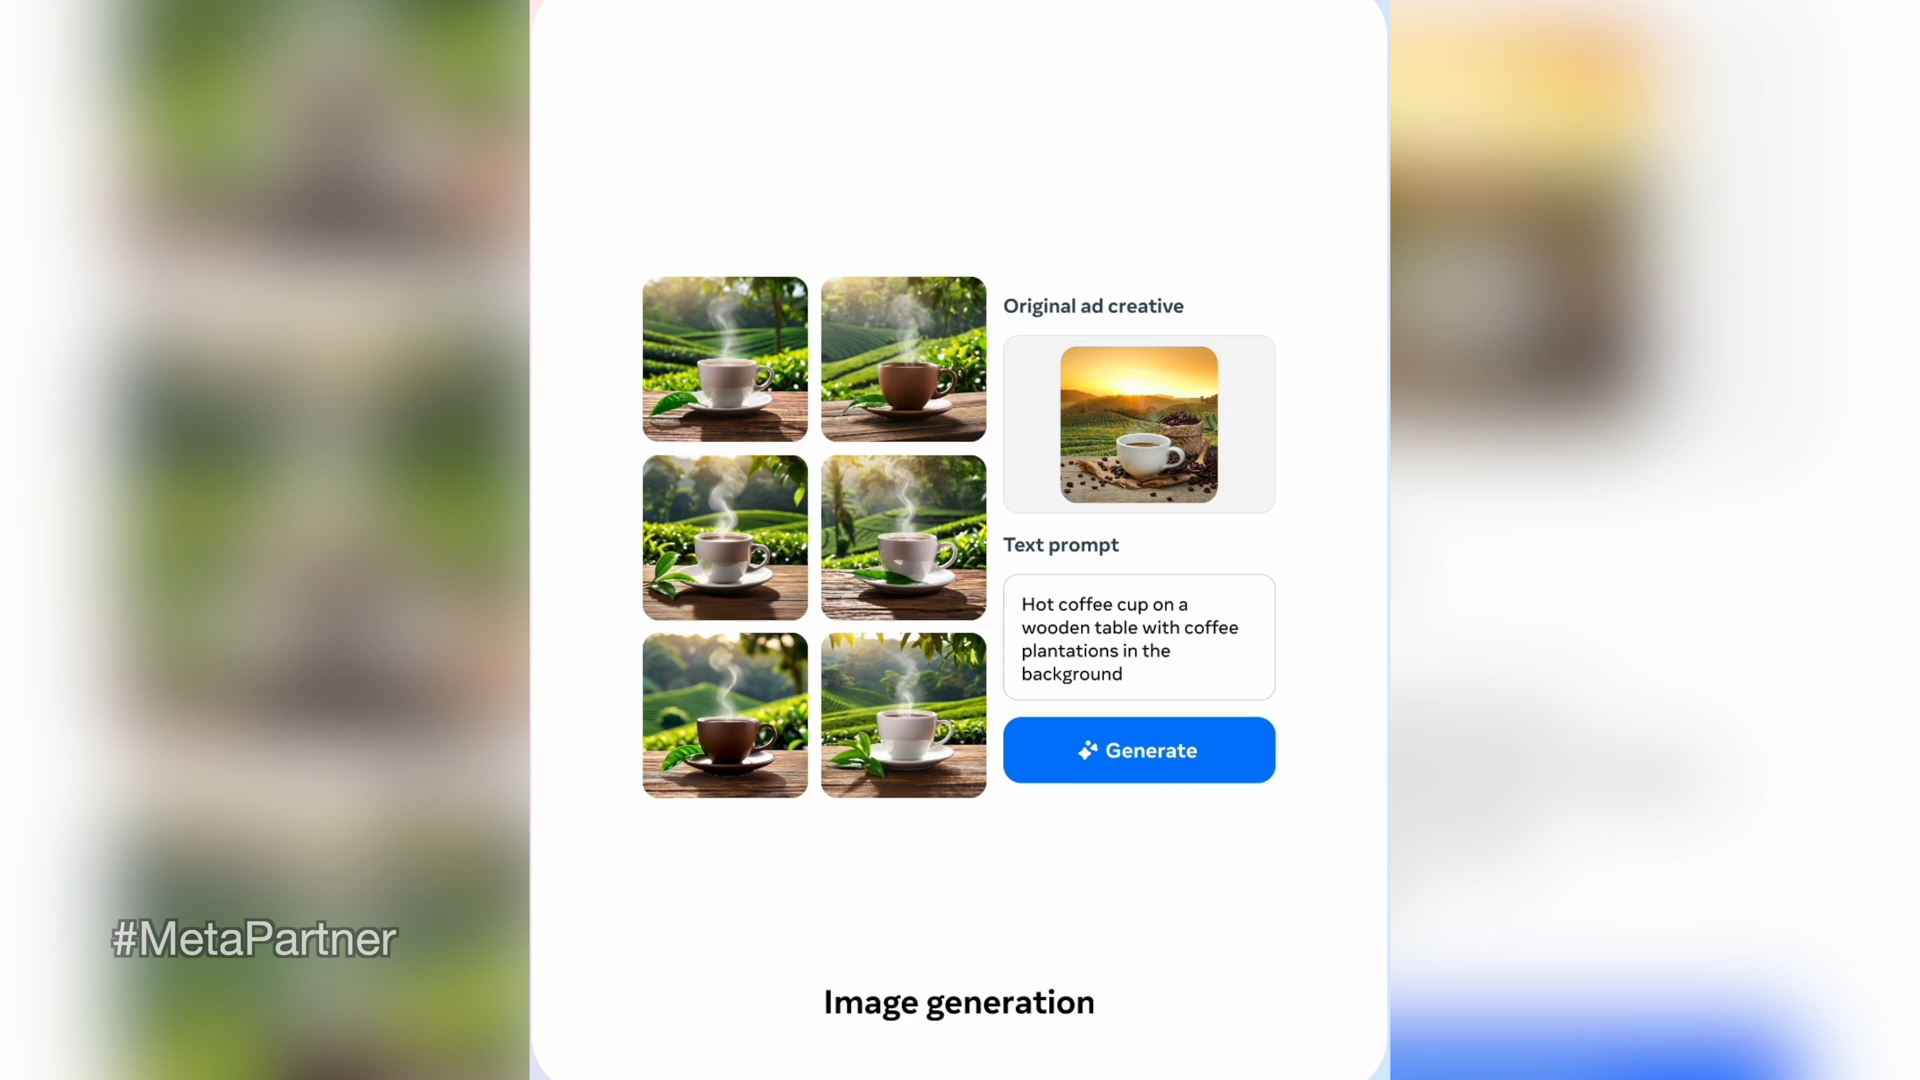 Original ad creative
Text prompt
Hot coffee cup on a
wooden table with coffee
plantations in the
background
Generate
#MetaPartner
Image generation